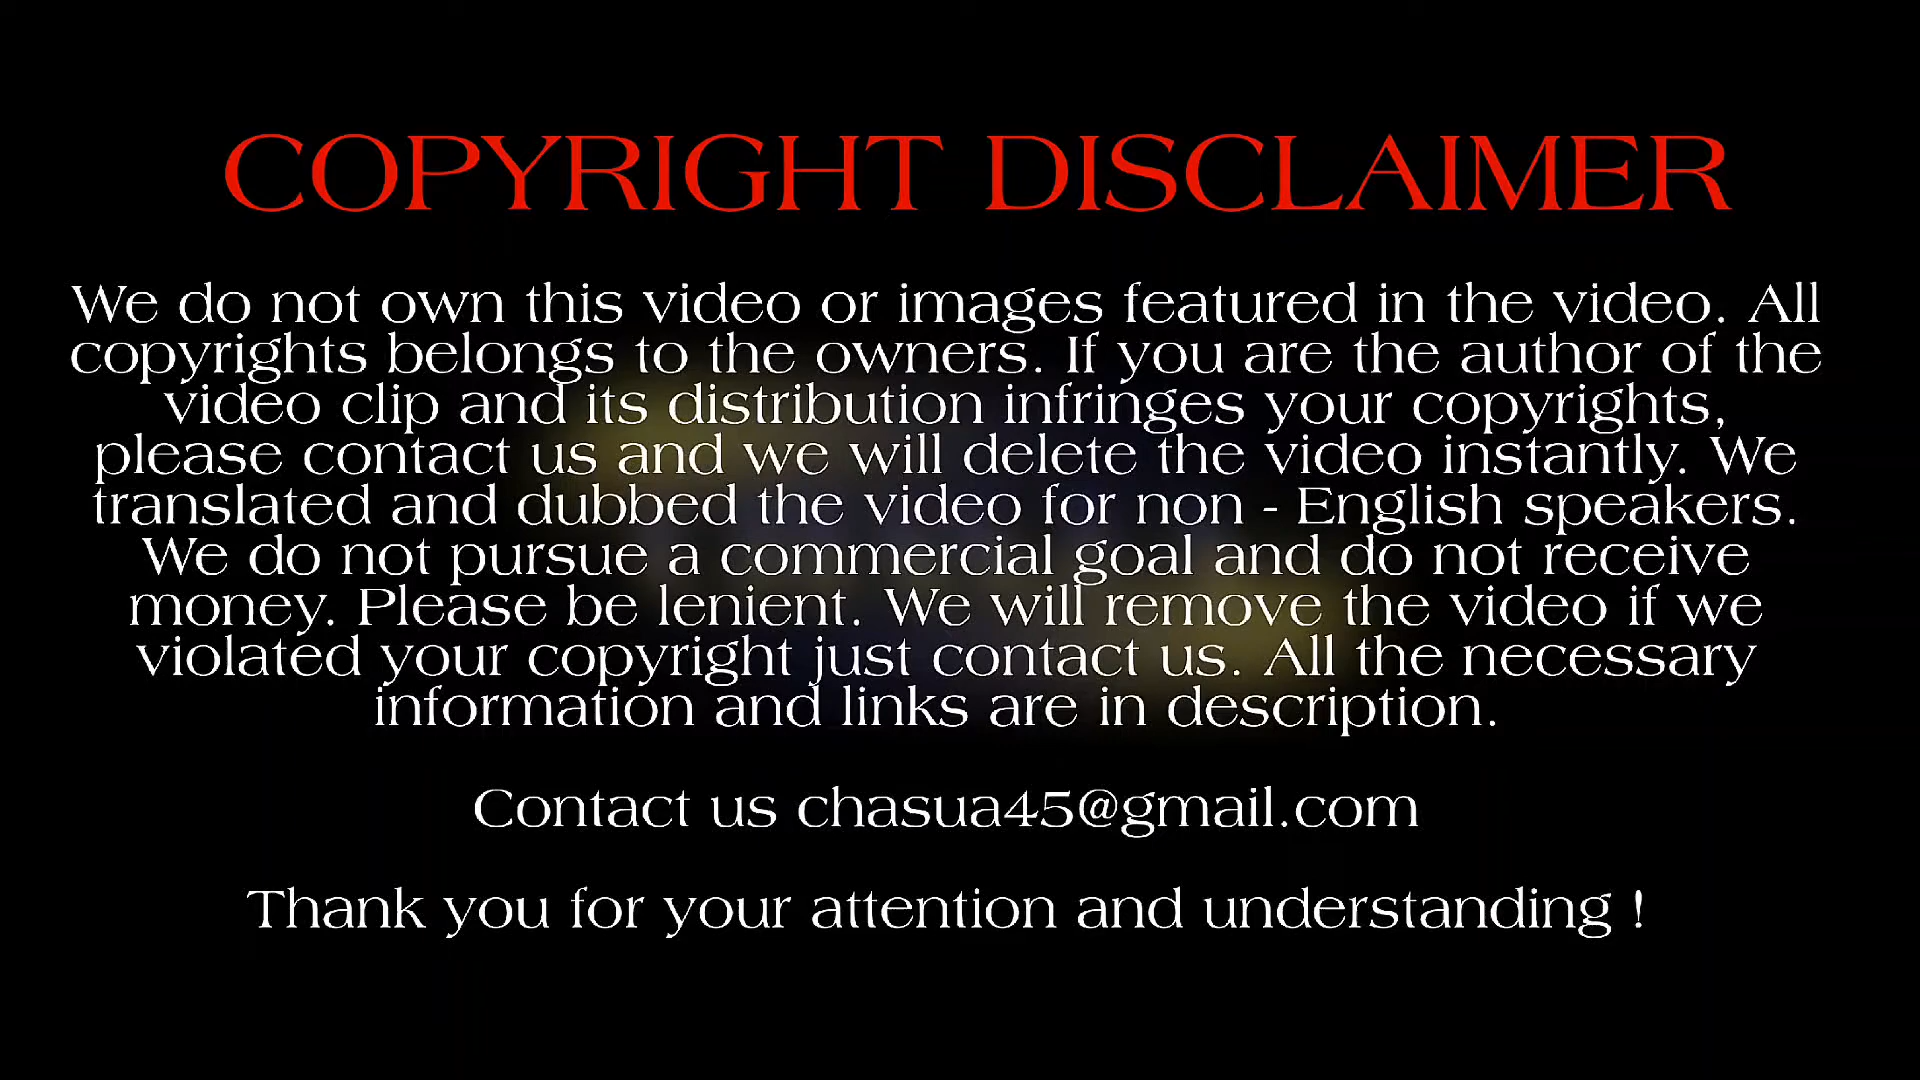 COPYRIGHT DISCLAIMER
We do not own this video or images featured in the video. All
copyrights belongs to the owners. If you are the author of the
video clip and its distribution infringes your copyrights,
please contact us and we will delete the video instantly. We
translated and dubbed the video for non - English speakers.
We do not pursue a commercial goal and do not receive
money. Please be lenient. We will remove the video if we
violated your copyright just contact us. All the necessary
information and links are in description.
Contact us chasua45@gmail.com
Thank you for your attention and understanding !